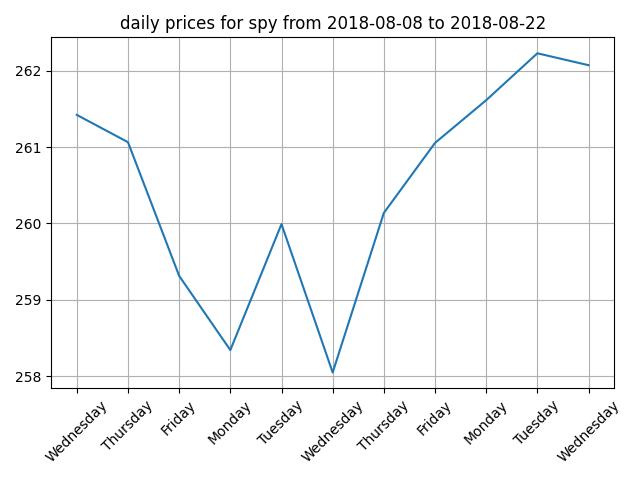 daily prices for spy from 2018-08-08 to 2018-08-22
262
261
260
259
258
Wednesday
Thursday
Friday
Monday
Tuesday
Wednesday
Thursday
Friday
Monday
Tuesday
Wednesday